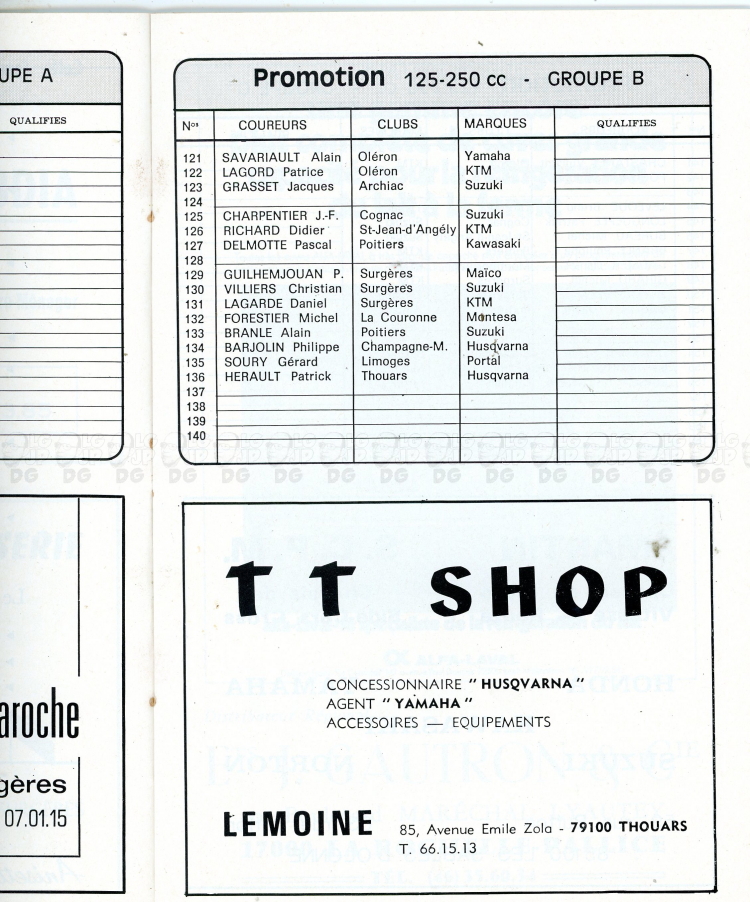 UPE A
QUALIFIES
Promotion 125-250 cc - GROUPE B
Nos COUREURS CLUBS MARQUES QUALIFIES
121 SAVARIAULT Alain Oléron Yamaha
122 LAGORD Patrice Oléron KTM
123 GRASSET Jacques Archiac Suzuki
124
125 CHARPENTIER J.-F. Cognac Suzuki
126 RICHARD Didier St-Jean-d'Angély KTM
127 DELMOTTE Pascal Poitiers Kawasaki
128
129 GUILHEMJOUAN P. Surgères Maïco
130 VILLIERS Christian Surgères Suzuki
131 LAGARDE Daniel Surgères KTM
132 FORESTIER Michel La Couronne Montesa
133 BRANLE Alain Poitiers Suzuki
134 BARJOLIN Philippe Champagne-M. Husqvarna
135 SOURY Gérard Limoges Portal
136 HERAULT Patrick Thouars Husqvarna
137
138
139
140
aroche
gères
07.01.15
TT SHOP
CONCESSIONNAIRE "HUSQVARNA"
AGENT "YAMAHA"
ACCESSOIRES — EQUIPEMENTS
LEMOINE 85, Avenue Emile Zola - 79100 THOUARS
T. 66.15.13